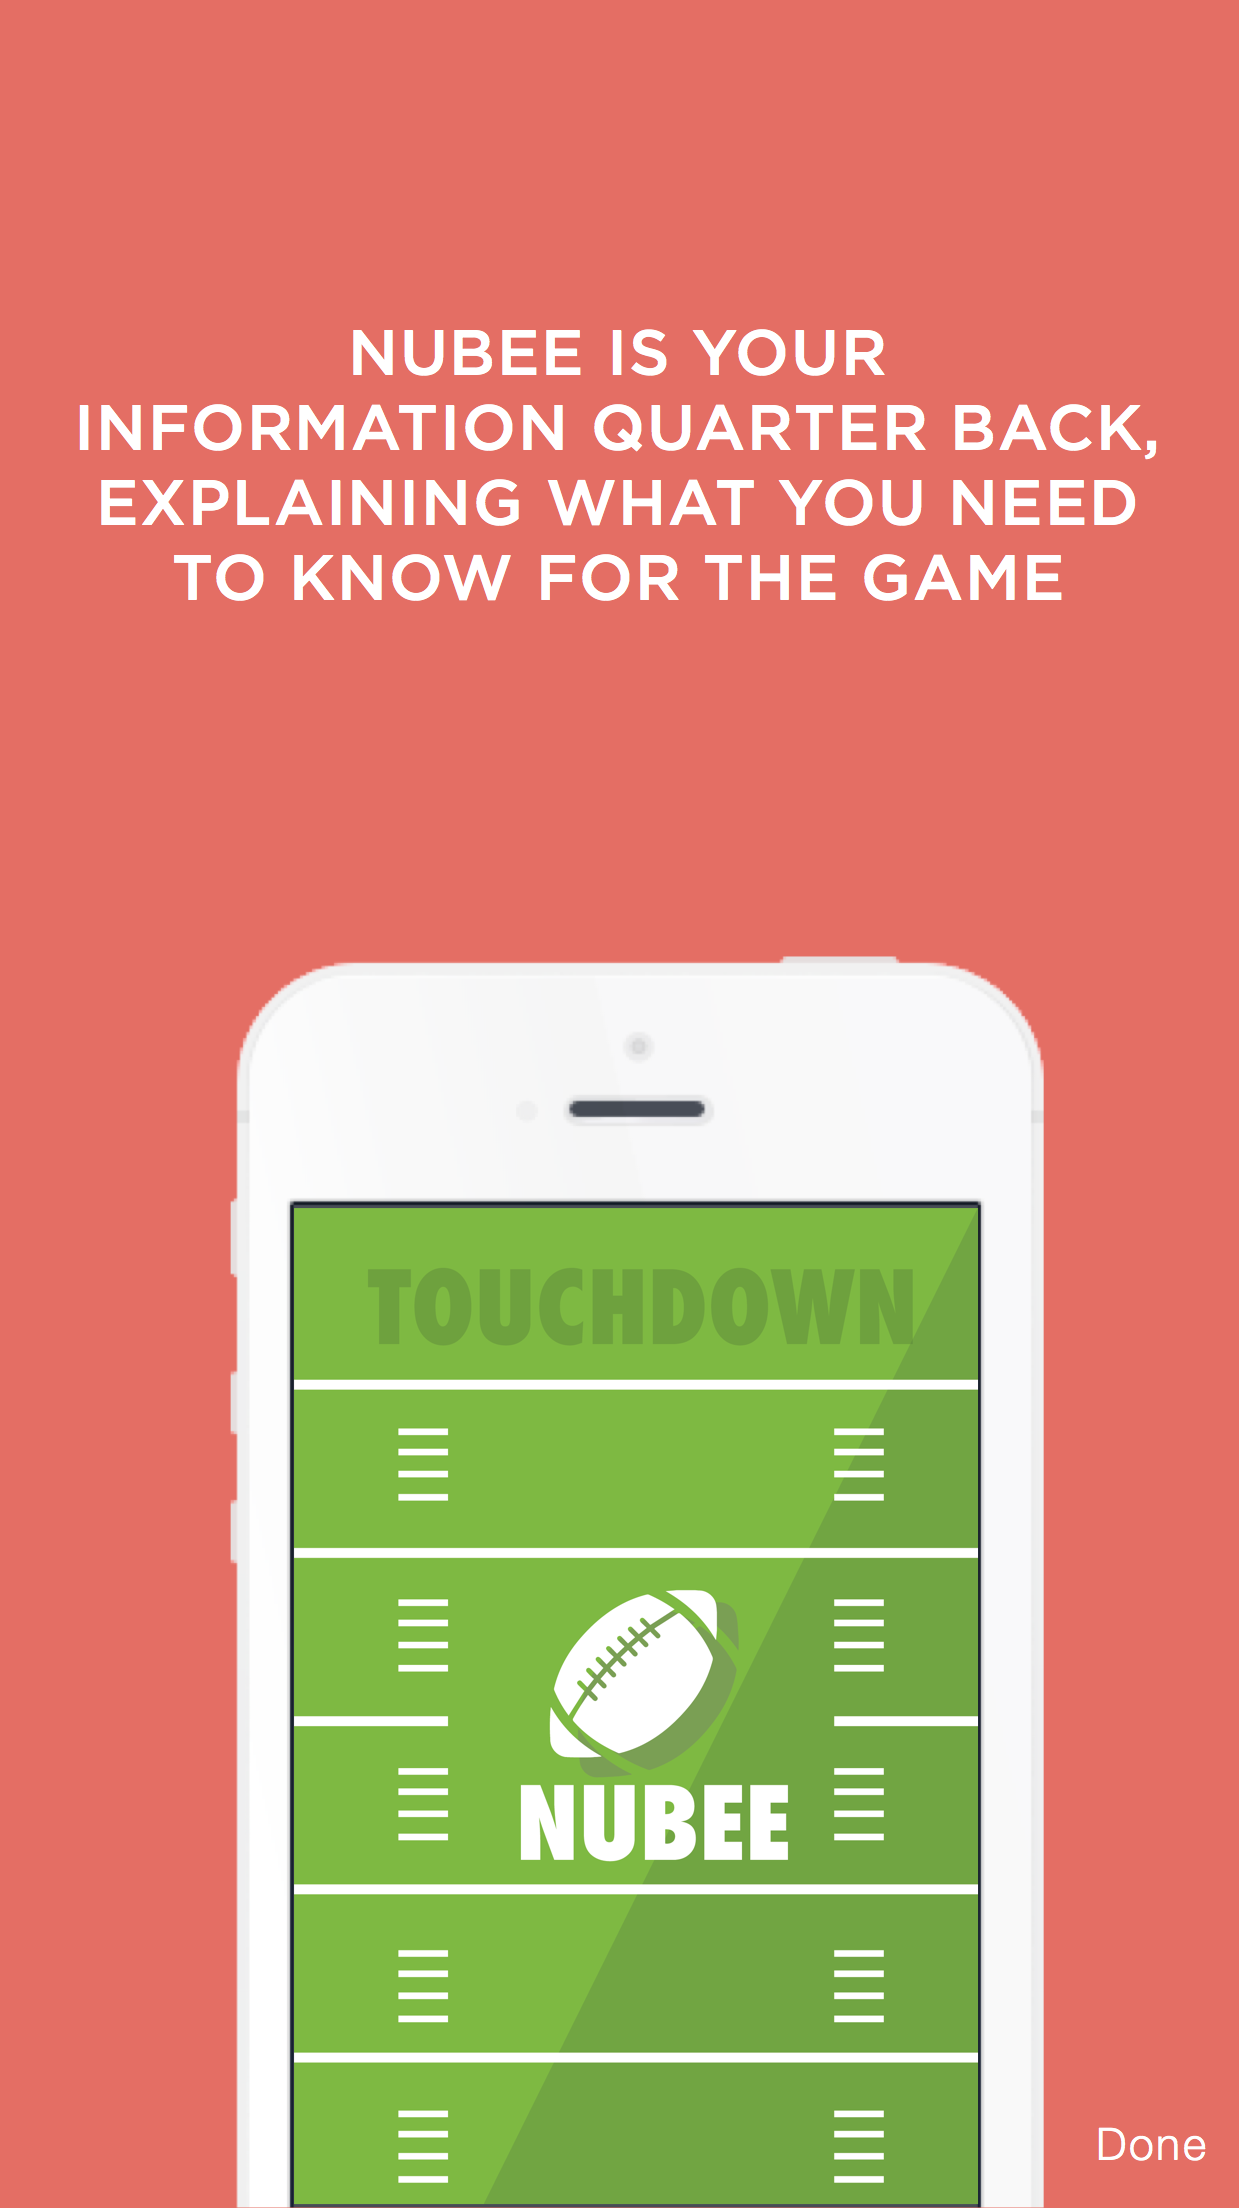 NUBEE IS YOUR
INFORMATION QUARTER BACK,
EXPLAINING WHAT YOU NEED
TO KNOW FOR THE GAME
TOUCHDOWN
NUBEE
Done